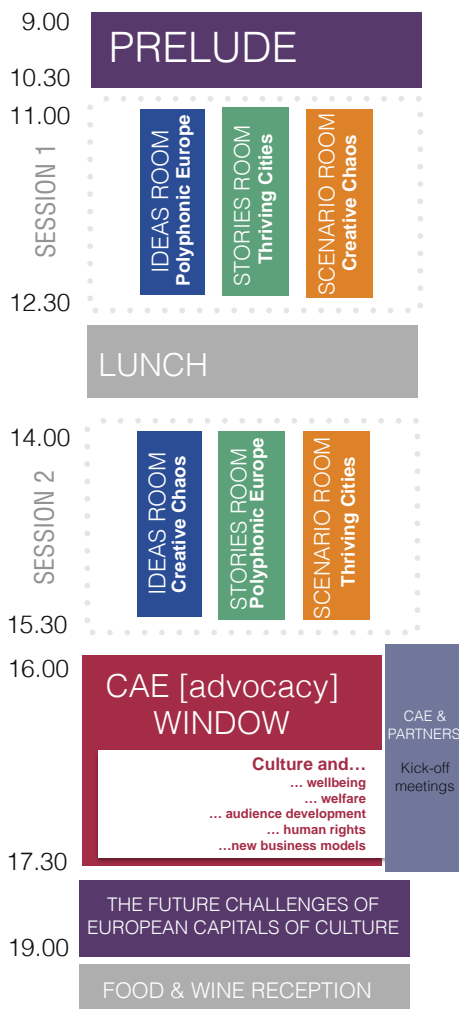 9.00
PRELUDE
10.30
11.00
SESSION 1
IDEAS ROOM
Polyphonic Europe
STORIES ROOM
Thriving Cities
SCENARIO ROOM
Creative Chaos
12.30
LUNCH
14.00
SESSION 2
IDEAS ROOM
Creative Chaos
STORIES ROOM
Polyphonic Europe
SCENARIO ROOM
Thriving Cities
15.30
16.00
CAE [advocacy]
WINDOW
Culture and…
… wellbeing
… welfare
… audience development
… human rights
…new business models
CAE &
PARTNERS
Kick-off
meetings
17.30
THE FUTURE CHALLENGES OF
EUROPEAN CAPITALS OF CULTURE
19.00
FOOD & WINE RECEPTION